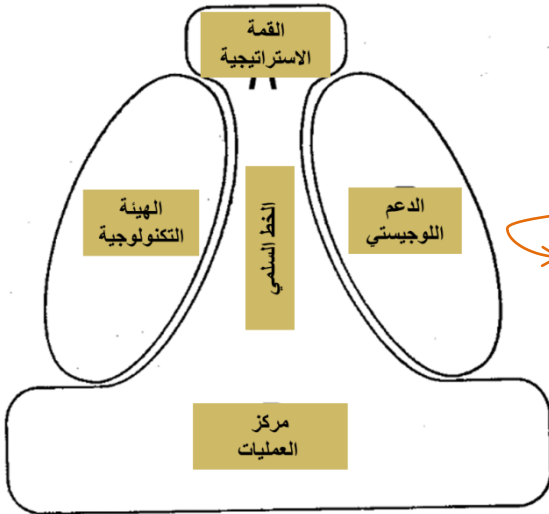 القمة
الاستراتيجية
الهيئة
التكنولوجية
الخط السلمي
الدعم
اللوجيستي
مركز
العمليات